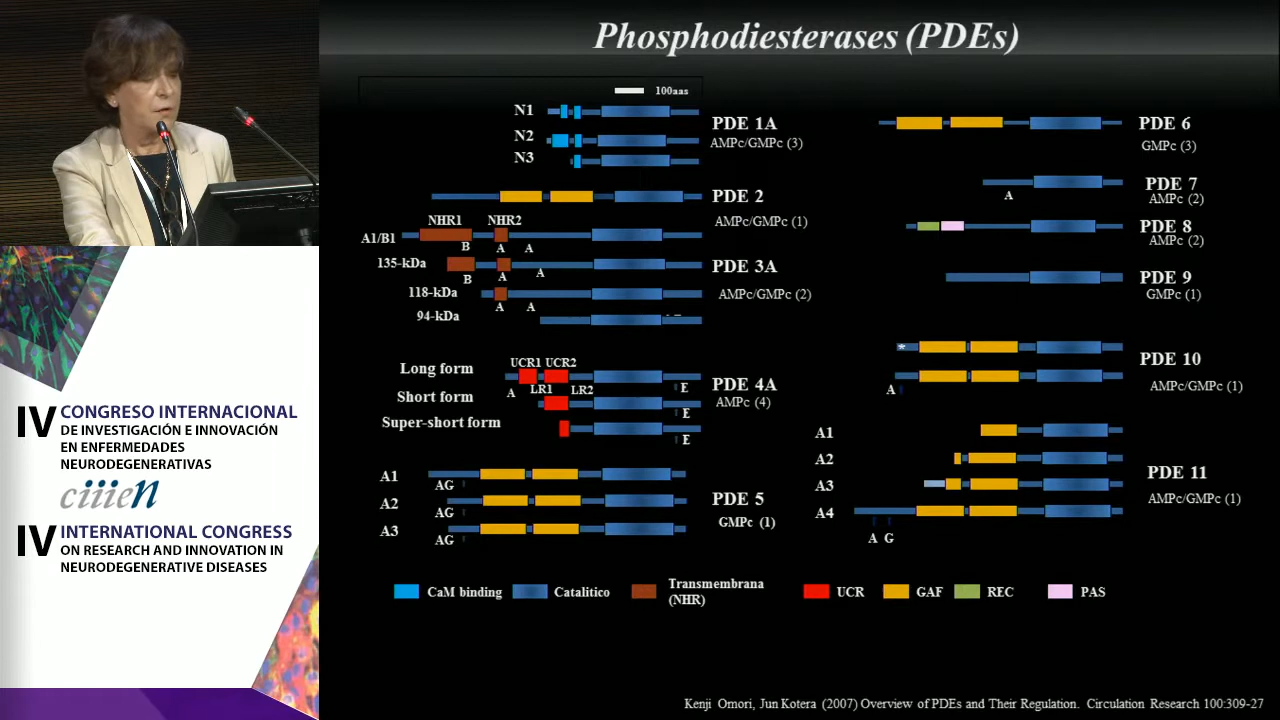 Phosphodiesterases (PDEs)
100aas
N1
N2
N3
PDE 1A
AMPc/GMPc (3)
PDE 2
AMPc/GMPc (1)
NHR1 NHR2
A1/B1
B A A
135-kDa
B A A
PDE 3A
AMPc/GMPc (2)
118-kDa
A A
94-kDa
UCR1 UCR2
Long form
A LR1 LR2 E
Short form
E
Super-short form
E
PDE 4A
AMPc (4)
A1
AG
A2
AG
A3
AG
PDE 5
GMPc (1)
PDE 6
GMPc (3)
PDE 7
AMPc (2)
A
PDE 8
AMPc (2)
PDE 9
GMPc (1)
*
A
PDE 10
AMPc/GMPc (1)
A1
A2
A3
A4
A G
PDE 11
AMPc/GMPc (1)
CaM binding
Catalitico
Transmembrana
(NHR)
UCR
GAF
REC
PAS
Kenji Omori, Jun Kotera (2007) Overview of PDEs and Their Regulation. Circulation Research 100:309-27
IV CONGRESO INTERNACIONAL
DE INVESTIGACIÓN E INNOVACIÓN
EN ENFERMEDADES
NEURODEGENERATIVAS
ciiieN
IV INTERNATIONAL CONGRESS
ON RESEARCH AND INNOVATION IN
NEURODEGENERATIVE DISEASES